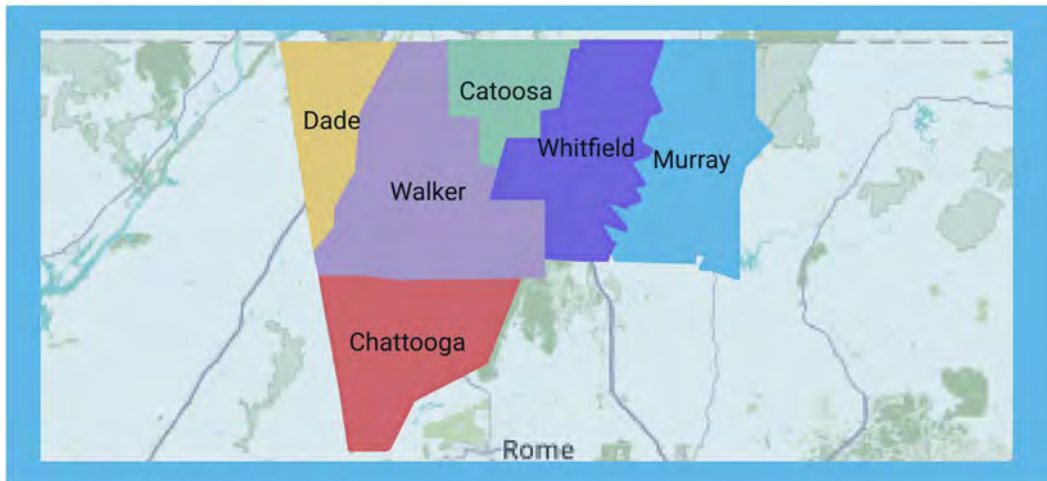 Catoosa
Dade
Whitfield
Murray
Walker
Chattooga
Rome